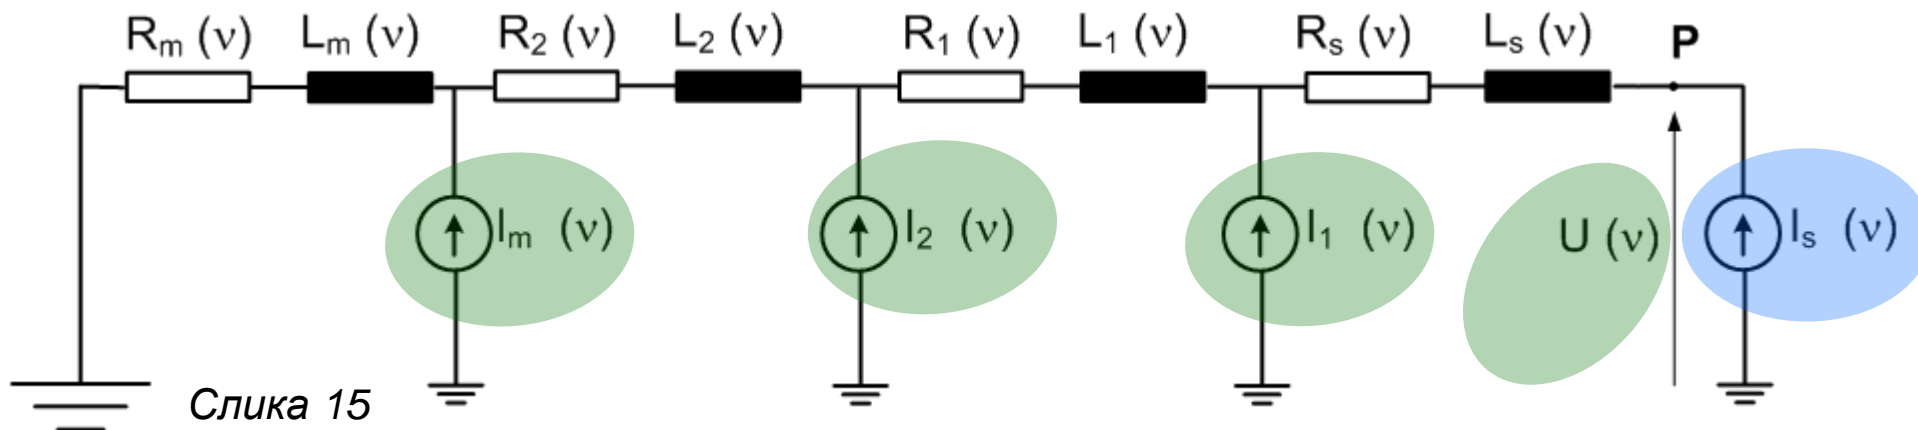 Rₘ (ν) Lₘ (ν) R₂ (ν) L₂ (ν) R₁ (ν) L₁ (ν) Rₛ (ν) Lₛ (ν) P
Iₘ (ν) I₂ (ν) I₁ (ν) U (ν) Iₛ (ν)
Слика 15